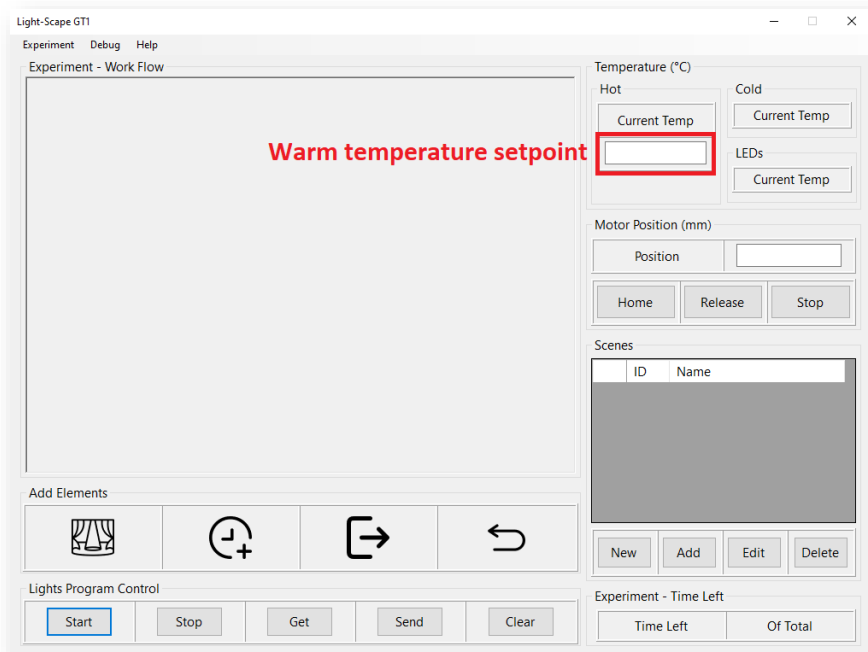 Light-Scape GT1
Experiment Debug Help
Experiment - Work Flow
Warm temperature setpoint
Add Elements
Lights Program Control
Start Stop Get Send Clear
Temperature (°C)
Hot
Current Temp
Cold
Current Temp
LEDs
Current Temp
Motor Position (mm)
Position
Home Release Stop
Scenes
ID Name
New Add Edit Delete
Experiment - Time Left
Time Left Of Total